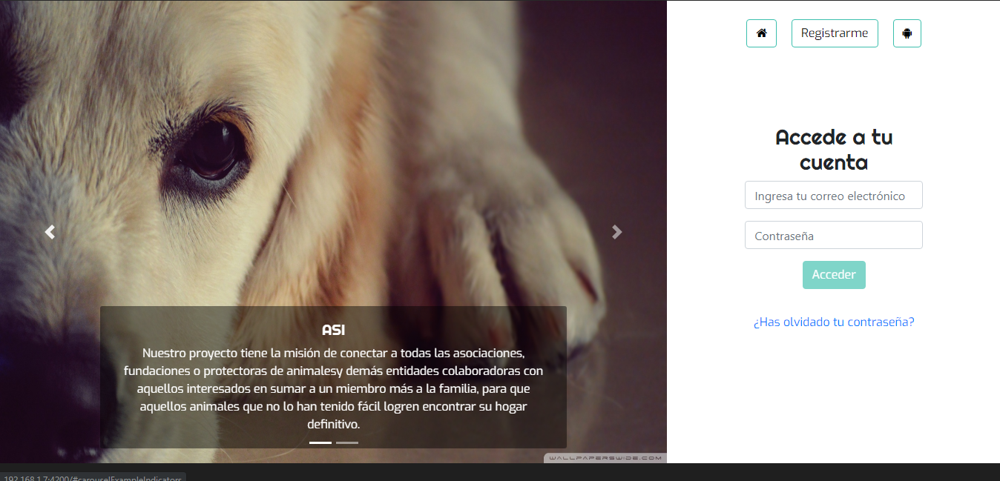 Registrarme
Accede a tu
cuenta
Ingresa tu correo electrónico
Contraseña
Acceder
¿Has olvidado tu contraseña?
ASI
Nuestro proyecto tiene la misión de conectar a todas las asociaciones,
fundaciones o protectoras de animalesy demás entidades colaboradoras con
aquellos interesados en sumar a un miembro más a la familia, para que
aquellos animales que no lo han tenido fácil logren encontrar su hogar
definitivo.
WALLPAPERSWIDE.COM
192.168.1.7:4200/#carouselExampleIndicators